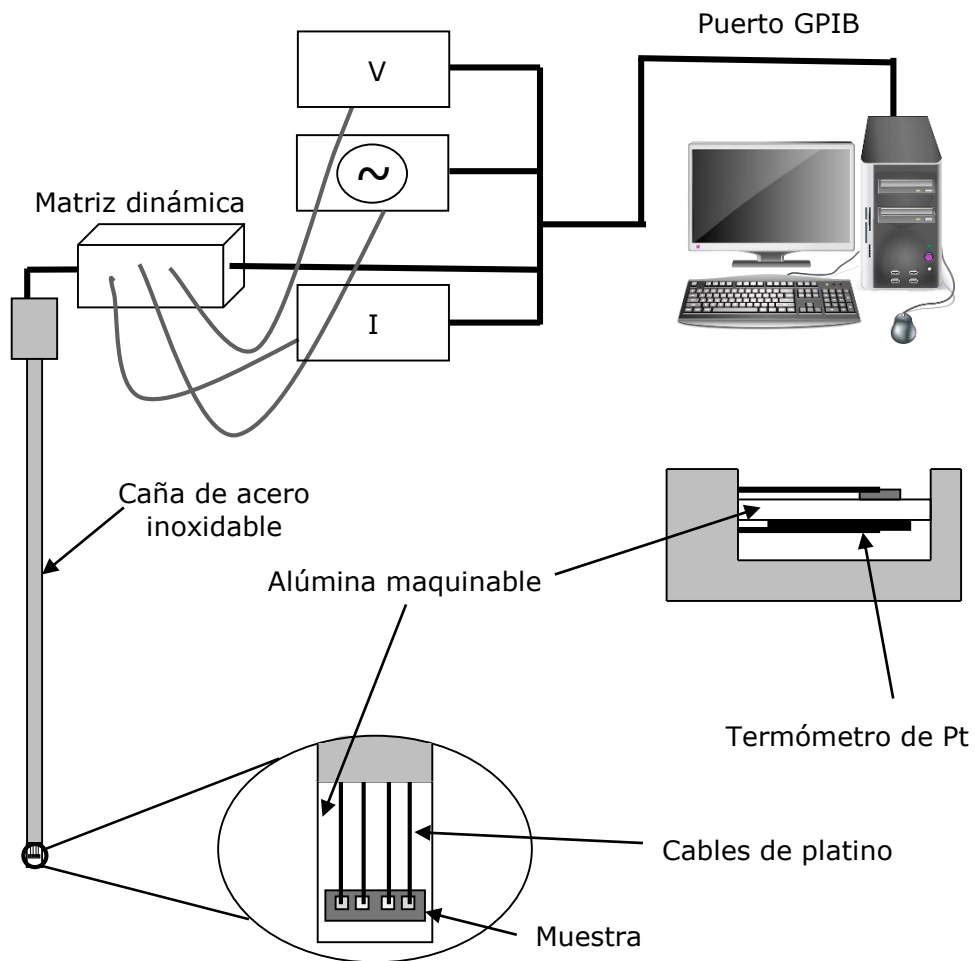 Puerto GPIB
V
~
Matriz dinámica
I
Caña de acero
inoxidable
Alúmina maquinable
Termómetro de Pt
Cables de platino
Muestra